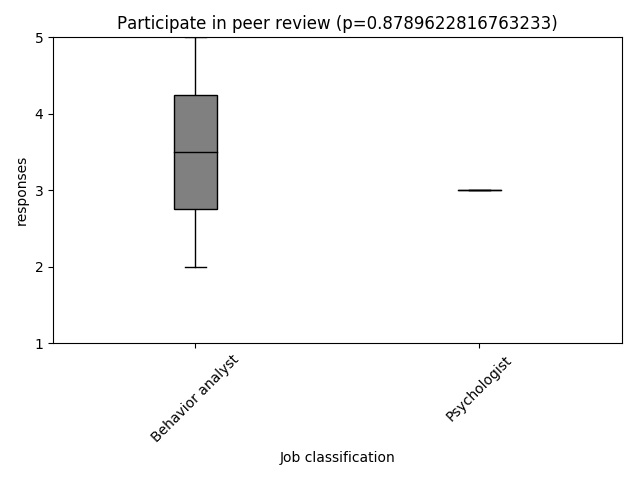 Participate in peer review (p=0.8789622816763233)
5
4
3
2
1
responses
Behavior analyst
Psychologist
Job classification